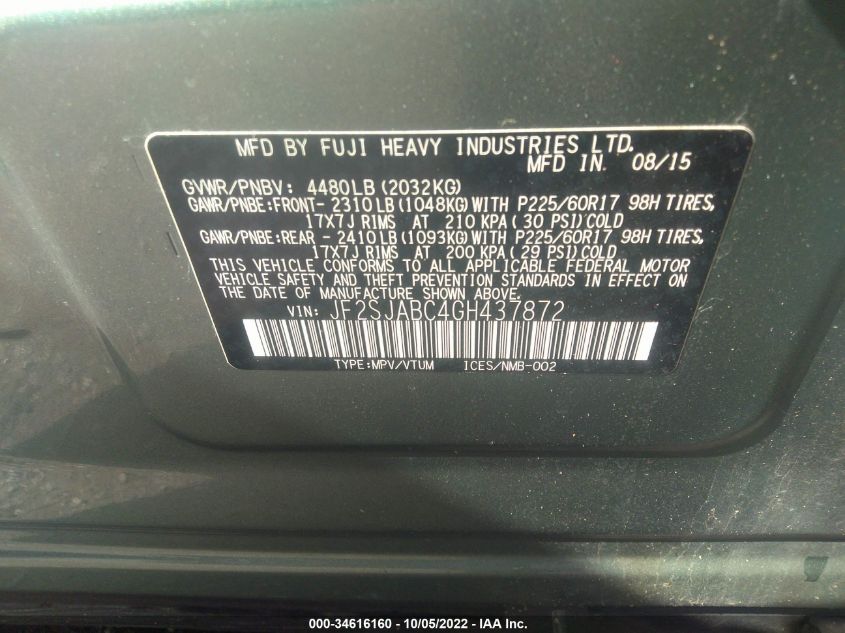 MFD BY FUJI HEAVY INDUSTRIES LTD.
MFD IN. 08/15
GVWR/PNBV: 4480LB (2032KG)
GAWR/PNBE:FRONT- 2310LB (1048KG) WITH P225/60R17 98H TIRES,
17X7J RIMS AT 210 KPA (30 PSI) COLD
GAWR/PNBE:REAR - 2410LB (1093KG) WITH P225/60R17 98H TIRES,
17X7J RIMS AT 200 KPA (29 PSI) COLD
THIS VEHICLE CONFORMS TO ALL APPLICABLE FEDERAL MOTOR
VEHICLE SAFETY AND THEFT PREVENTION STANDARDS IN EFFECT ON
THE DATE OF MANUFACTURE SHOWN ABOVE.
VIN: JF2SJABC4GH437872
TYPE:MPV/VTUM ICES/NMB-002
000-34616160 - 10/05/2022 - IAA Inc.